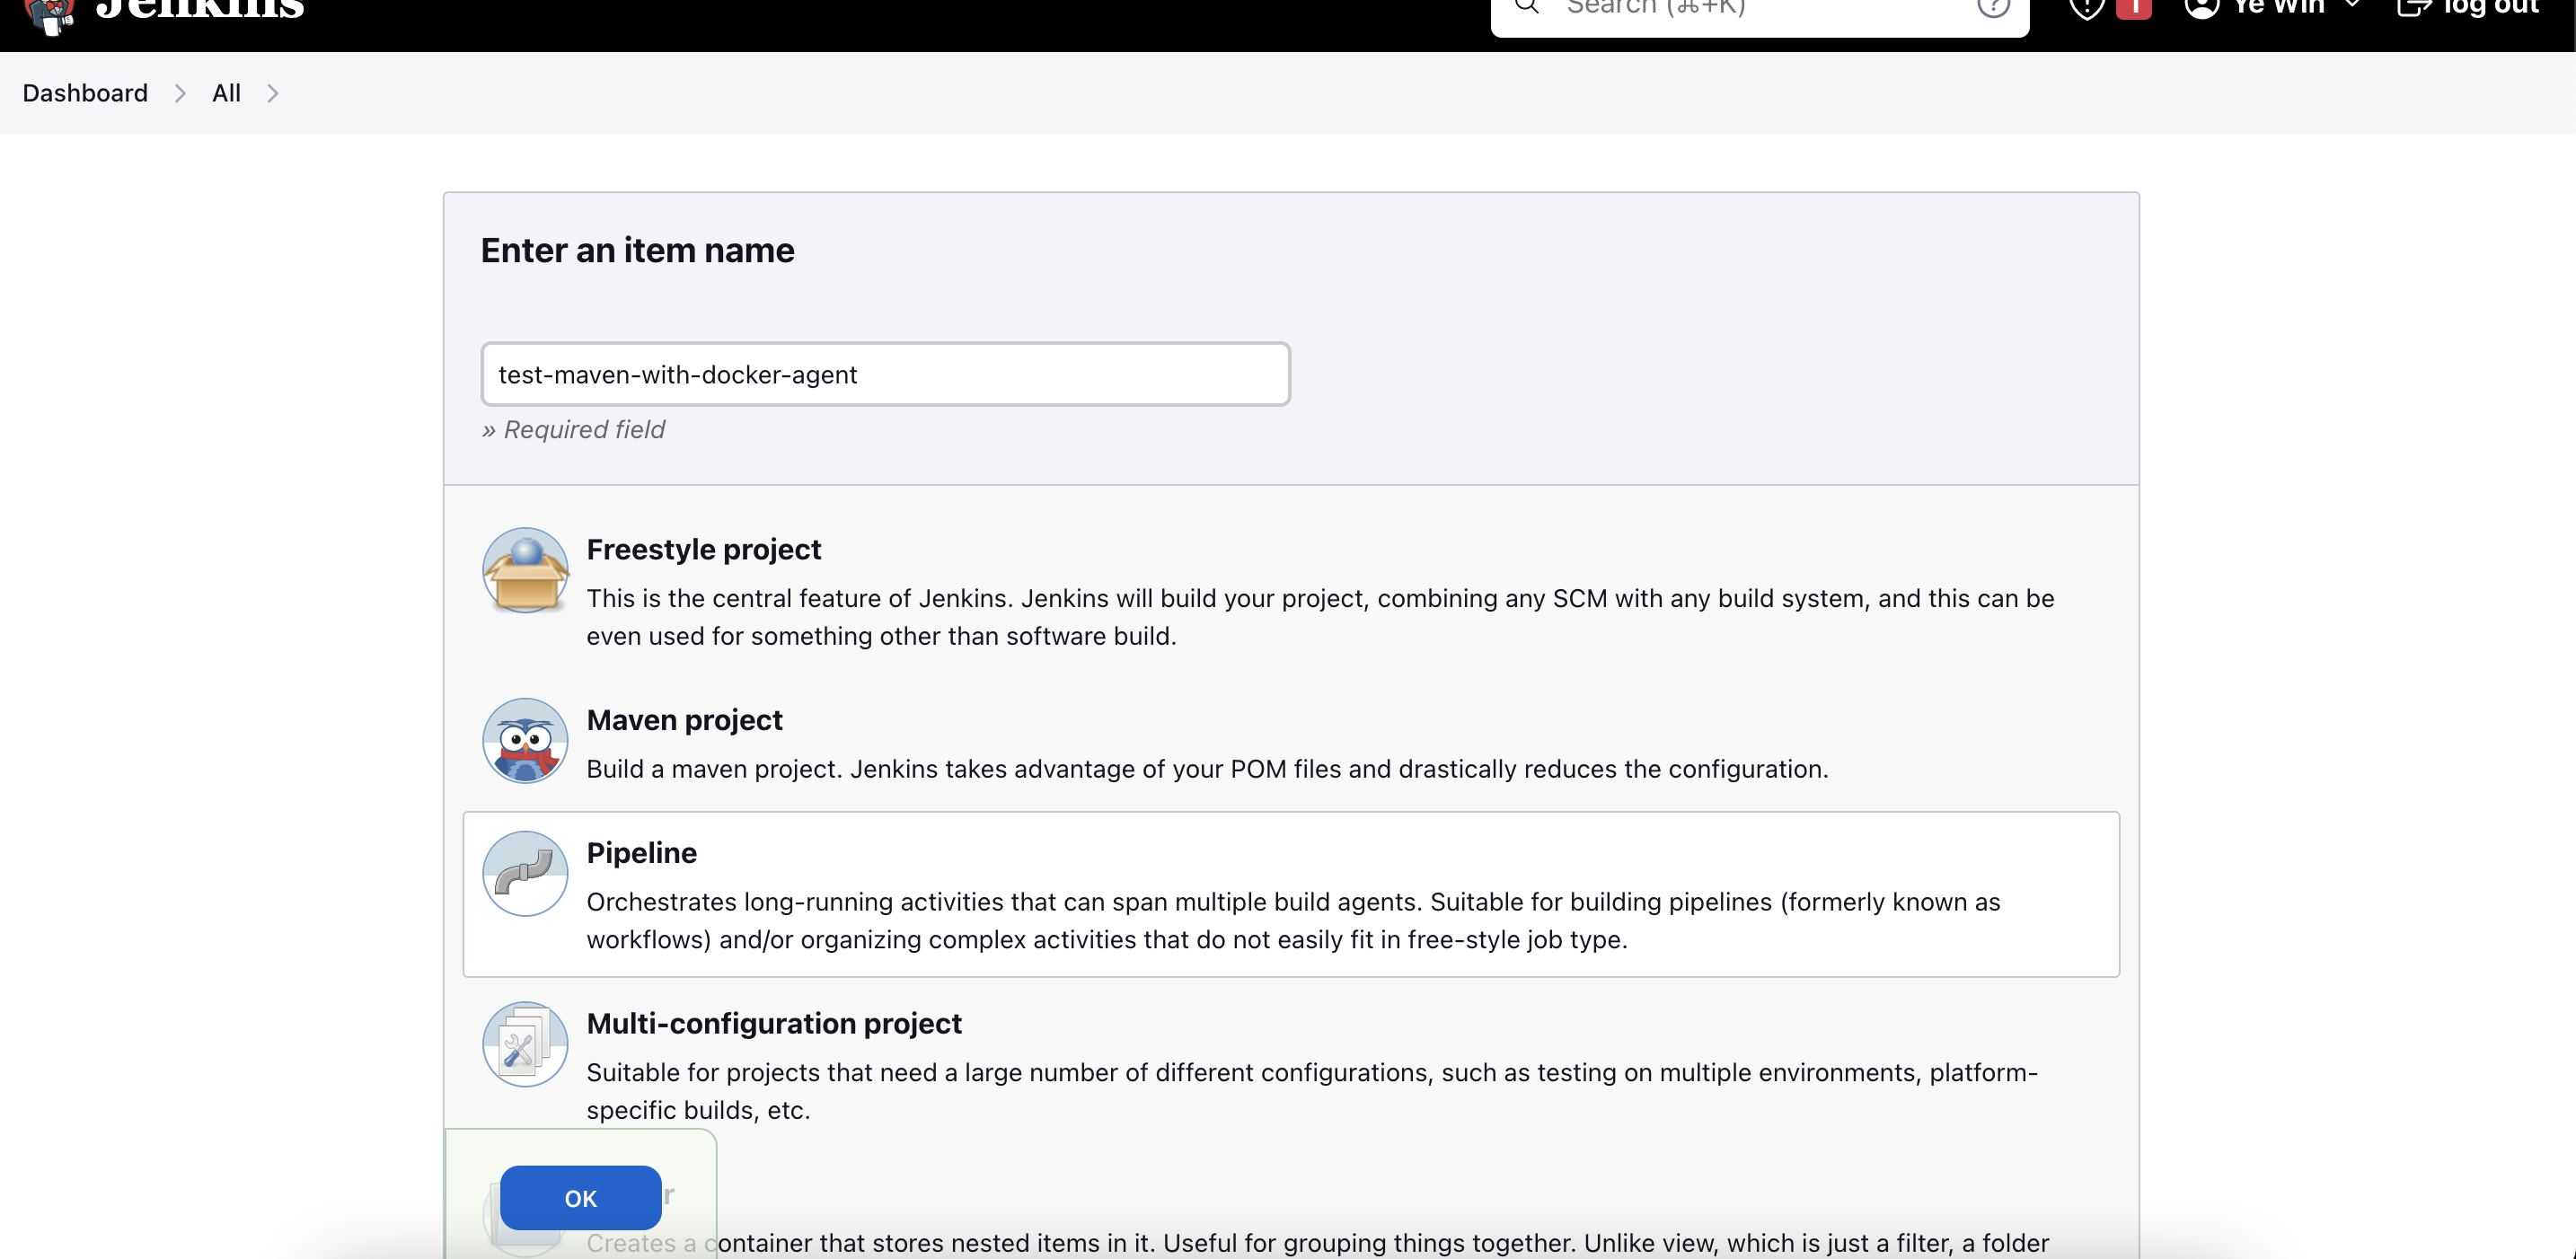 Jenkins
Search (⌘+K)
1
Ye Win
log out
Dashboard
All
Enter an item name
test-maven-with-docker-agent
» Required field
Freestyle project
This is the central feature of Jenkins. Jenkins will build your project, combining any SCM with any build system, and this can be
even used for something other than software build.
Maven project
Build a maven project. Jenkins takes advantage of your POM files and drastically reduces the configuration.
Pipeline
Orchestrates long-running activities that can span multiple build agents. Suitable for building pipelines (formerly known as
workflows) and/or organizing complex activities that do not easily fit in free-style job type.
Multi-configuration project
Suitable for projects that need a large number of different configurations, such as testing on multiple environments, platform-
specific builds, etc.
OK
r
Creates a container that stores nested items in it. Useful for grouping things together. Unlike view, which is just a filter, a folder